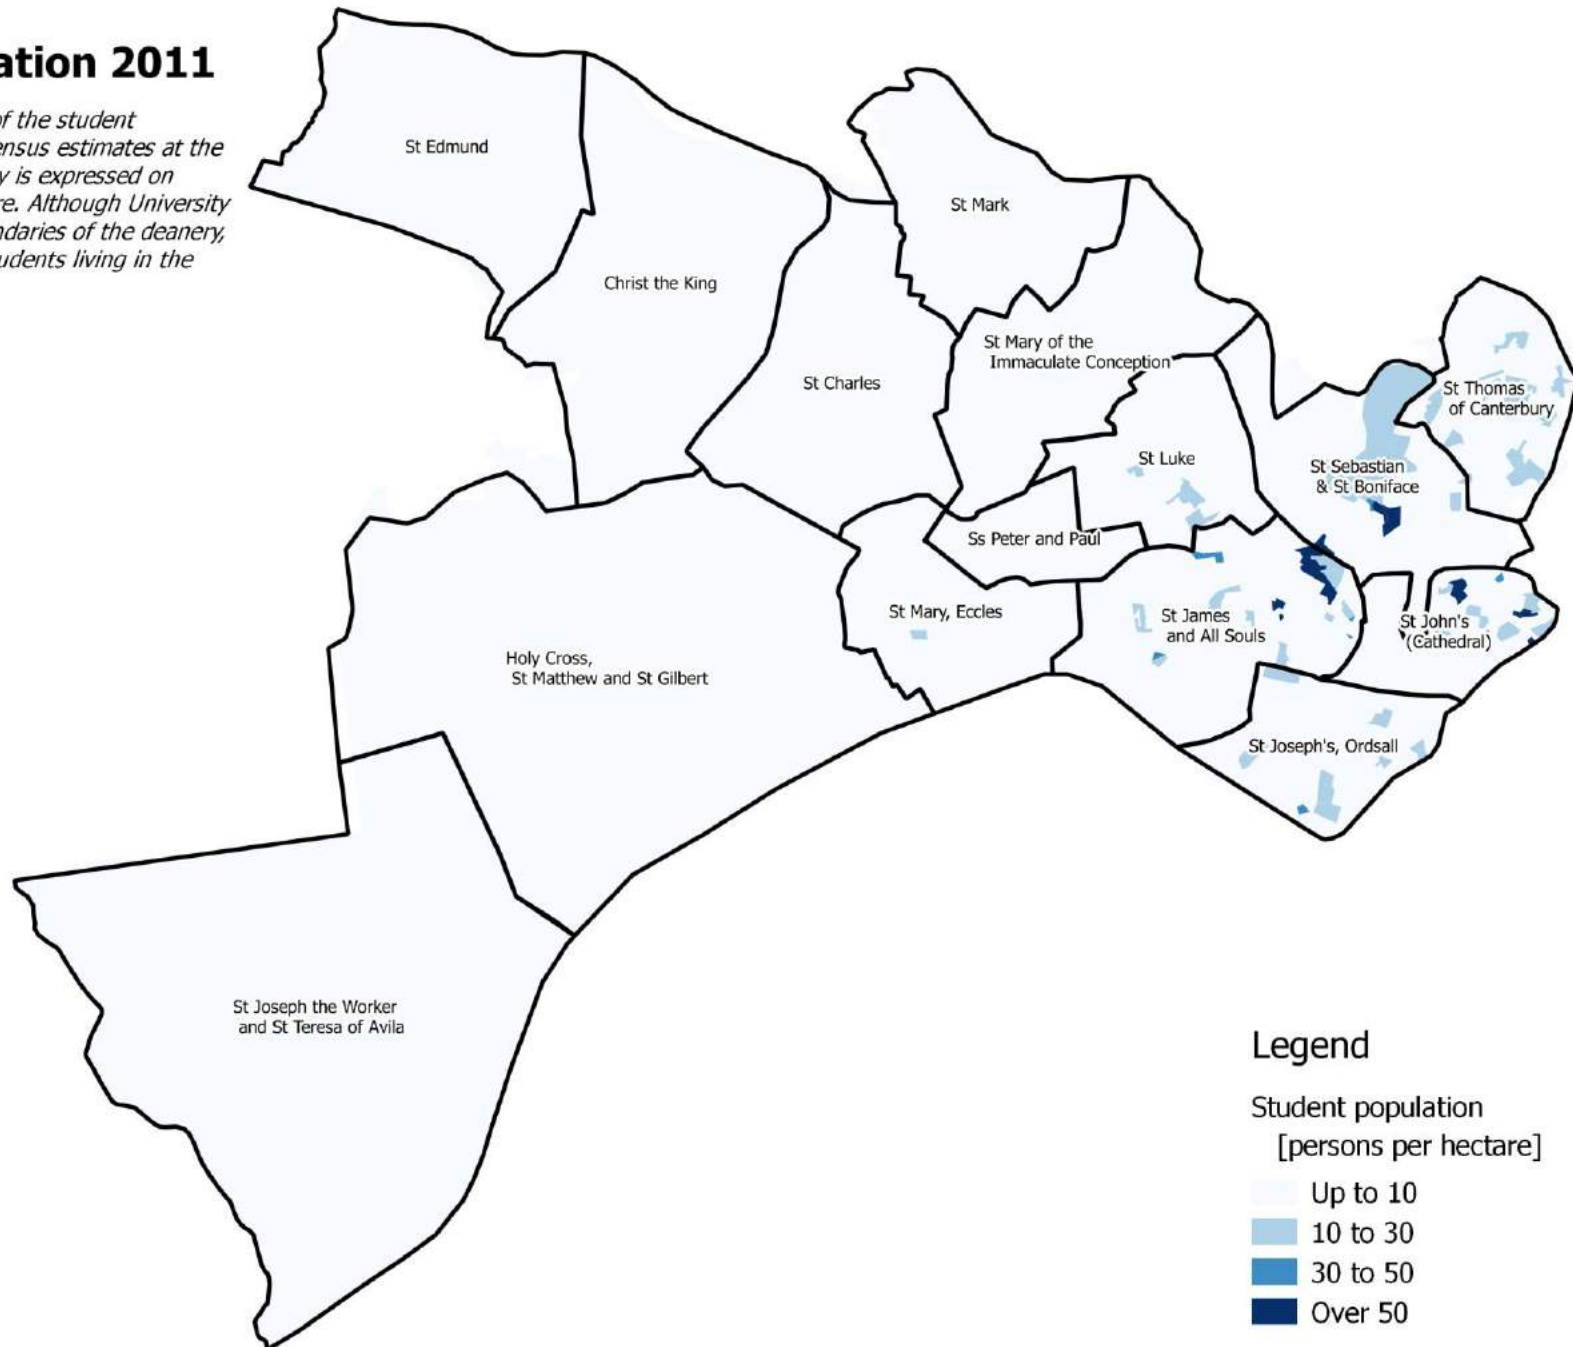 ation 2011
of the student
ensus estimates at the
y is expressed on
re. Although University
ndaries of the deanery,
udents living in the
St Edmund
St Mark
Christ the King
St Mary of the
Immaculate Conception
St Charles
St Thomas
of Canterbury
St Luke
St Sebastian
& St Boniface
Ss Peter and Paul
St Mary, Eccles
St James
and All Souls
St John's
(Cathedral)
Holy Cross,
St Matthew and St Gilbert
St Joseph's, Ordsall
St Joseph the Worker
and St Teresa of Avila
Legend
Student population
[persons per hectare]
Up to 10
10 to 30
30 to 50
Over 50